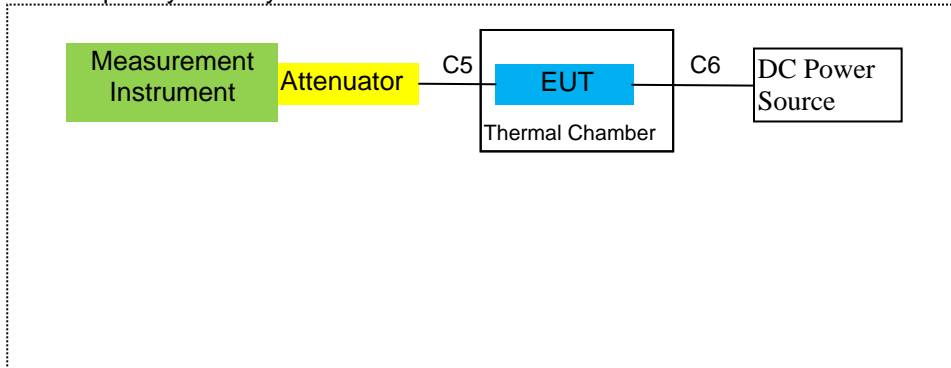 Measurement
Instrument
Attenuator
C5
EUT
Thermal Chamber
C6
DC Power
Source